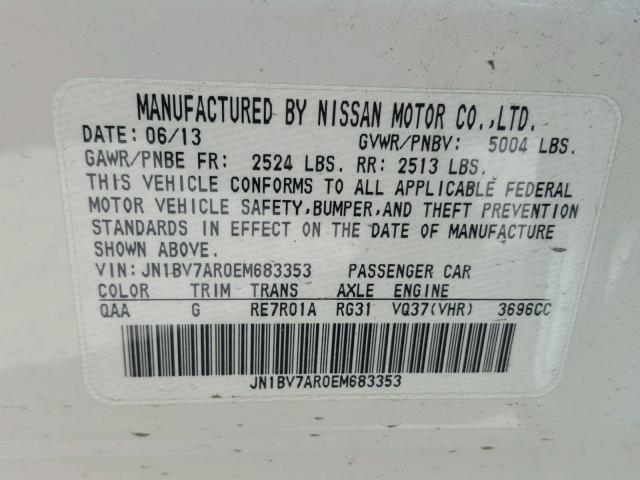 MANUFACTURED BY NISSAN MOTOR CO.,LTD.
DATE: 06/13 GVWR/PNBV: 5004 LBS.
GAWR/PNBE FR: 2524 LBS. RR: 2513 LBS.
THIS VEHICLE CONFORMS TO ALL APPLICABLE FEDERAL
MOTOR VEHICLE SAFETY,BUMPER,AND THEFT PREVENTION
STANDARDS IN EFFECT ON THE DATE OF MANUFACTURE
SHOWN ABOVE.
VIN: JN1BV7AR0EM683353 PASSENGER CAR
COLOR TRIM TRANS AXLE ENGINE
QAA G RE7R01A RG31 VQ37(VHR) 3696CC
JN1BV7AR0EM683353